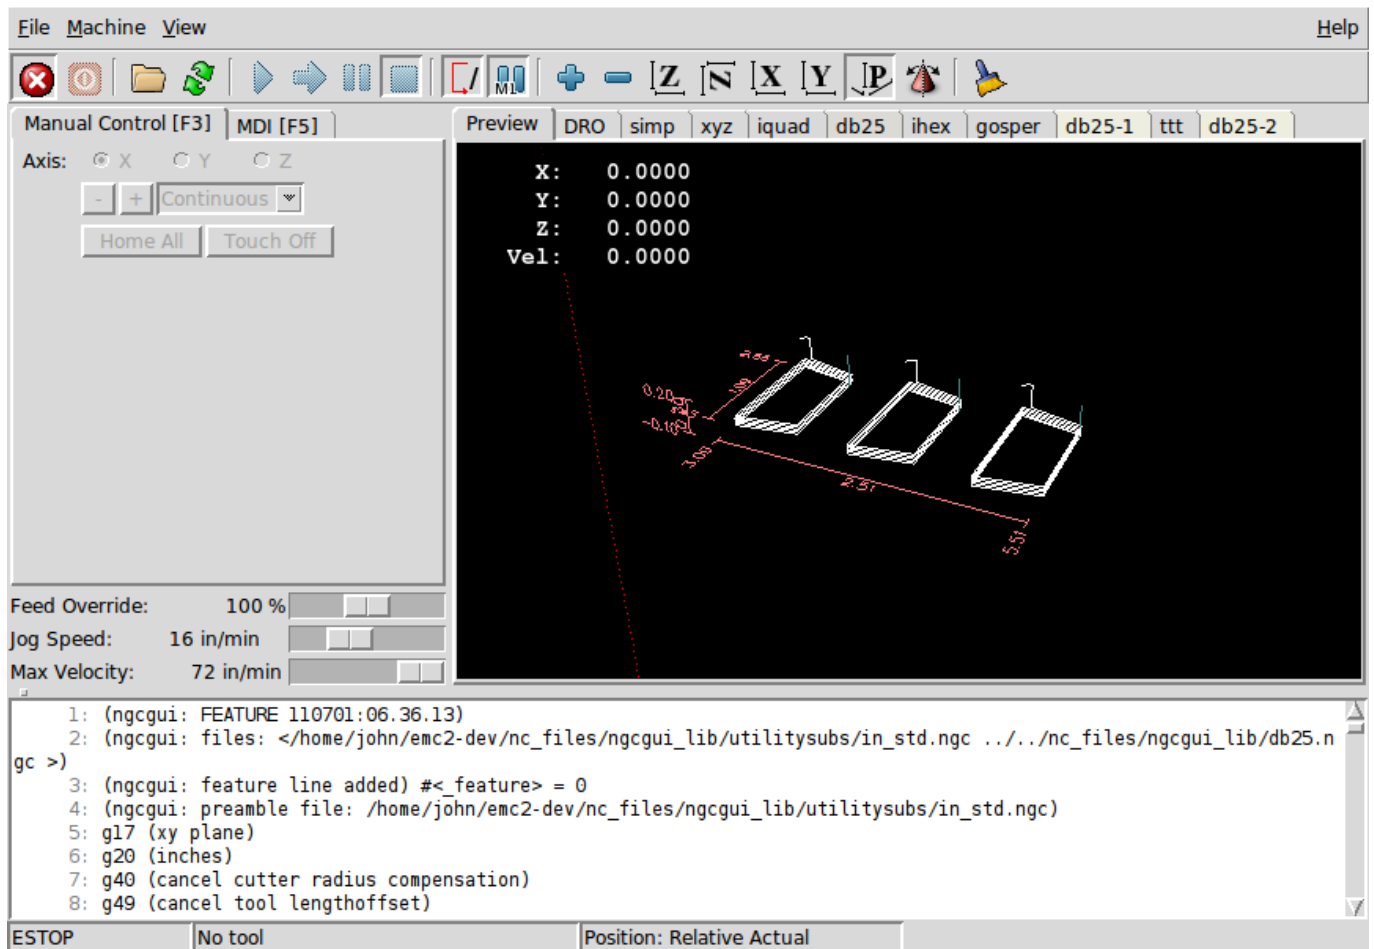 File Machine View Help
M1 Z N X Y P
Manual Control [F3] MDI [F5] Preview DRO simp xyz iquad db25 ihex gosper db25-1 ttt db25-2
Axis: X Y Z
- + Continuous
Home All Touch Off
X: 0.0000
Y: 0.0000
Z: 0.0000
Vel: 0.0000
0.20
-0.10
3.00
2.51
5.51
Feed Override: 100 %
Jog Speed: 16 in/min
Max Velocity: 72 in/min
1: (ngcgui: FEATURE 110701:06.36.13)
2: (ngcgui: files: </home/john/emc2-dev/nc_files/ngcgui_lib/utilitysubs/in_std.ngc ../../nc_files/ngcgui_lib/db25.n
gc >)
3: (ngcgui: feature line added) #<_feature> = 0
4: (ngcgui: preamble file: /home/john/emc2-dev/nc_files/ngcgui_lib/utilitysubs/in_std.ngc)
5: g17 (xy plane)
6: g20 (inches)
7: g40 (cancel cutter radius compensation)
8: g49 (cancel tool lengthoffset)
ESTOP No tool Position: Relative Actual